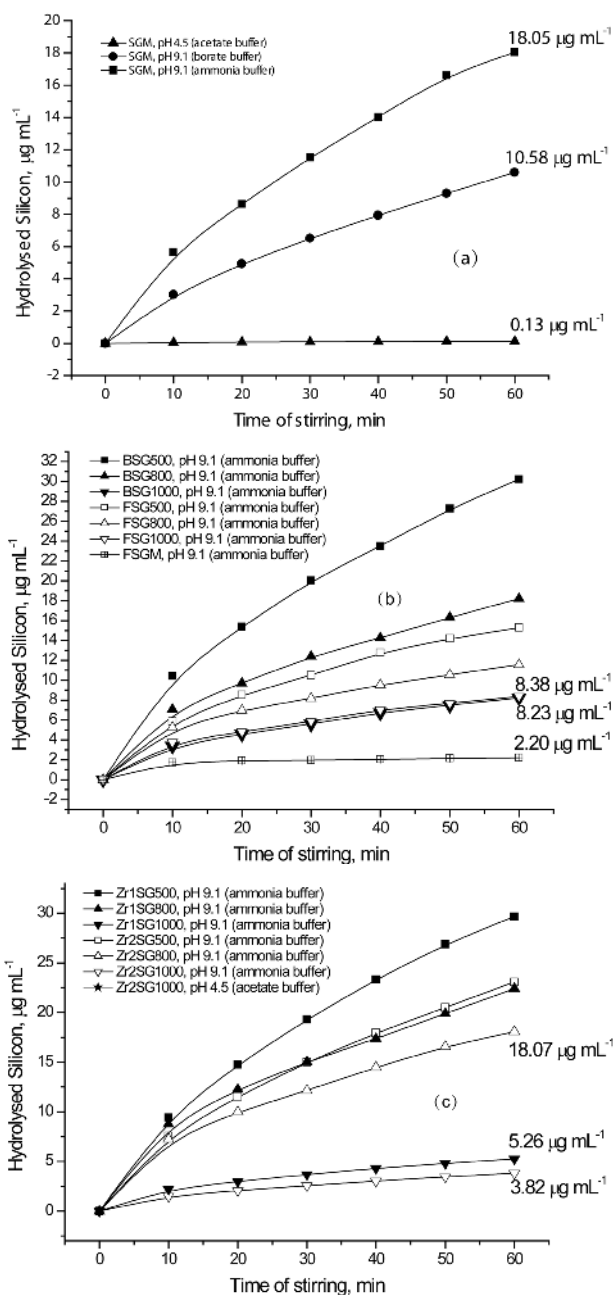 SGM, pH 4.5 (acetate buffer)
SGM, pH 9.1 (borate buffer)
SGM, pH 9.1 (ammonia buffer)
18.05 µg mL-1
10.58 µg mL-1
0.13 µg mL-1
(a)
Hydrolysed Silicon, µg mL-1
20
18
16
14
12
10
8
6
4
2
0
-2
0 10 20 30 40 50 60
Time of stirring, min
BSG500, pH 9.1 (ammonia buffer)
BSG800, pH 9.1 (ammonia buffer)
BSG1000, pH 9.1 (ammonia buffer)
FSG500, pH 9.1 (ammonia buffer)
FSG800, pH 9.1 (ammonia buffer)
FSG1000, pH 9.1 (ammonia buffer)
FSGM, pH 9.1 (ammonia buffer)
(b)
8.38 µg mL-1
8.23 µg mL-1
2.20 µg mL-1
Hydrolysed Silicon, µg mL-1
32
30
28
26
24
22
20
18
16
14
12
10
8
6
4
2
0
-2
0 10 20 30 40 50 60
Time of stirring, min
Zr1SG500, pH 9.1 (ammonia buffer)
Zr1SG800, pH 9.1 (ammonia buffer)
Zr1SG1000, pH 9.1 (ammonia buffer)
Zr2SG500, pH 9.1 (ammonia buffer)
Zr2SG800, pH 9.1 (ammonia buffer)
Zr2SG1000, pH 9.1 (ammonia buffer)
Zr2SG1000, pH 4.5 (acetate buffer)
18.07 µg mL-1
(c)
5.26 µg mL-1
3.82 µg mL-1
Hydrolysed Silicon, µg mL-1
30
25
20
15
10
5
0
0 10 20 30 40 50 60
Time of stirring, min